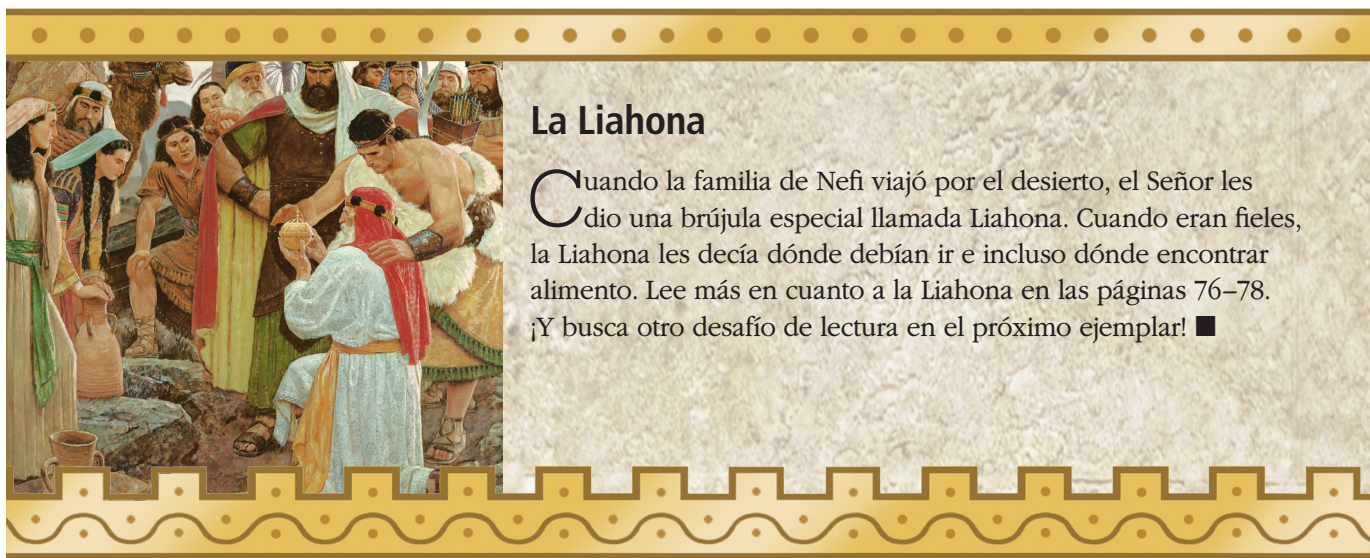 La Liahona
Cuando la familia de Nefi viajó por el desierto, el Señor les
dio una brújula especial llamada Liahona. Cuando eran fieles,
la Liahona les decía dónde debían ir e incluso dónde encontrar
alimento. Lee más en cuanto a la Liahona en las páginas 76–78.
¡Y busca otro desafío de lectura en el próximo ejemplar! ■